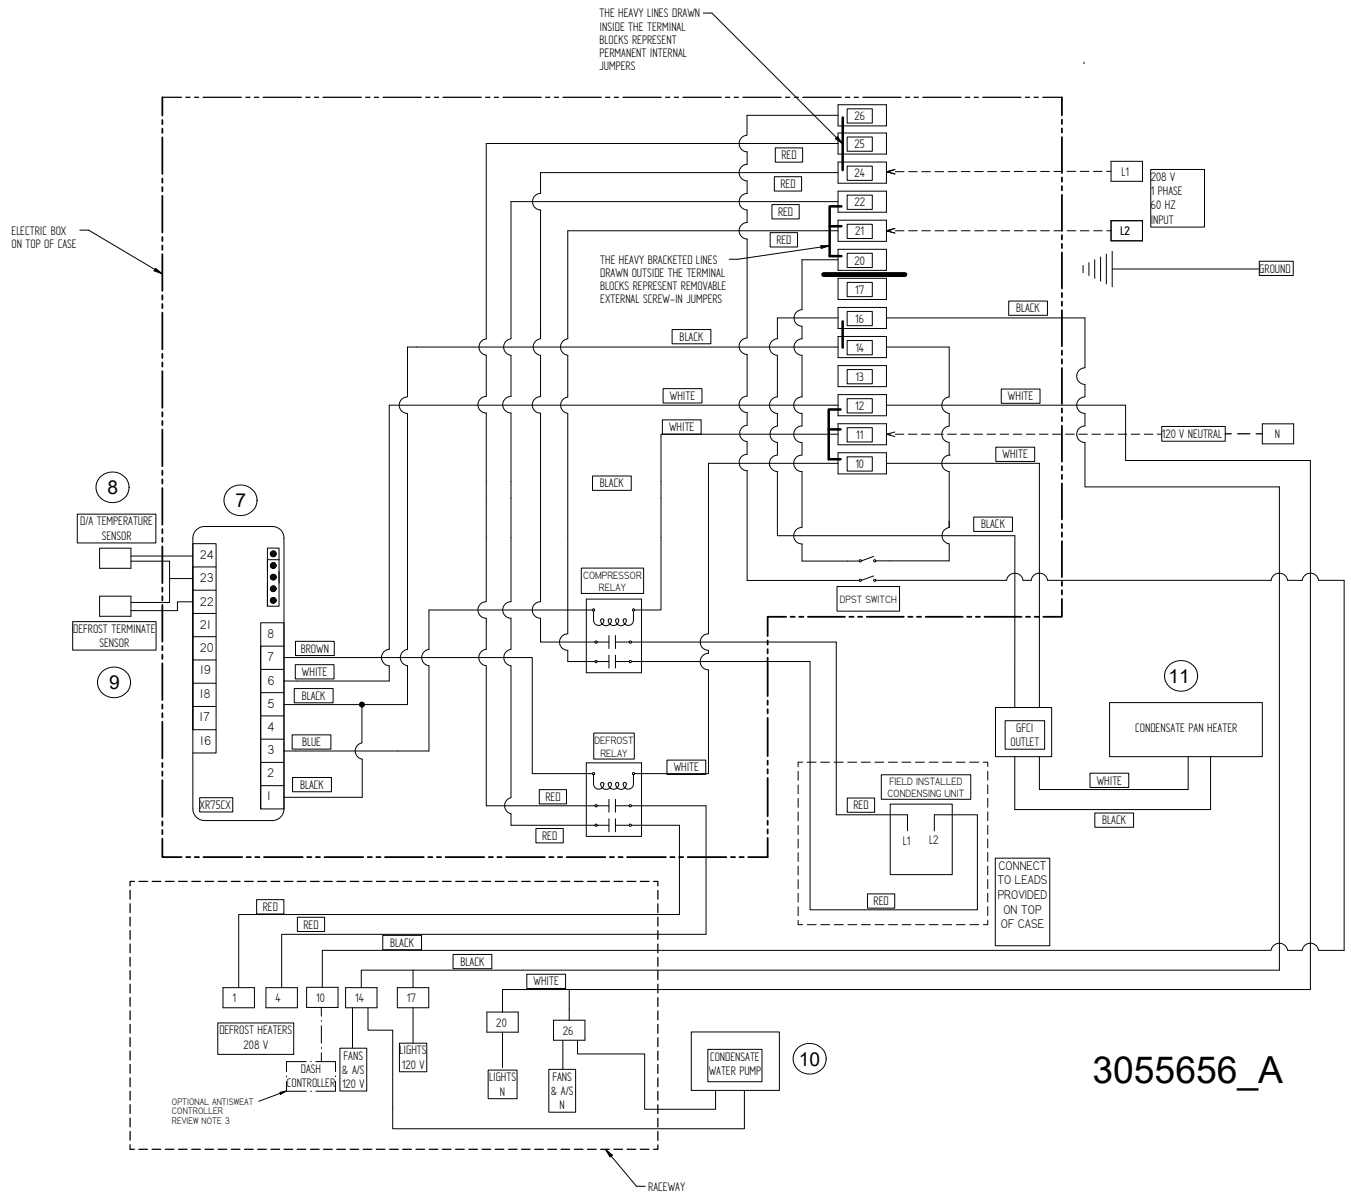 THE HEAVY LINES DRAWN
INSIDE THE TERMINAL
BLOCKS REPRESENT
PERMANENT INTERNAL
JUMPERS
ELECTRIC BOX
ON TOP OF CASE
26
25
RED
24
L1
208 V
1 PHASE
60 HZ
INPUT
RED
22
RED
21
L2
RED
20
THE HEAVY BRACKETED LINES
DRAWN OUTSIDE THE TERMINAL
BLOCKS REPRESENT REMOVABLE
EXTERNAL SCREW-IN JUMPERS
GROUND
17
BLACK
16
BLACK
14
13
WHITE
12
WHITE
WHITE
11
120 V NEUTRAL
N
10
WHITE
BLACK
BLACK
8
D/A TEMPERATURE
SENSOR
7
24
23
22
21
20
19
18
17
16
8
7
6
5
4
3
2
1
XR75CX
DEFROST TERMINATE
SENSOR
9
BROWN
WHITE
BLACK
BLUE
BLACK
COMPRESSOR
RELAY
DPST SWITCH
DEFROST
RELAY
WHITE
RED
RED
GFCI
OUTLET
11
CONDENSATE PAN HEATER
WHITE
BLACK
FIELD INSTALLED
CONDENSING UNIT
RED
L1
L2
RED
CONNECT
TO LEADS
PROVIDED
ON TOP
OF CASE
RED
RED
BLACK
BLACK
WHITE
1
4
10
14
17
20
26
DEFROST HEATERS
208 V
DASH
CONTROLLER
FANS
& A/S
120 V
LIGHTS
120 V
LIGHTS
N
FANS
& A/S
N
OPTIONAL ANTISWEAT
CONTROLLER
REVIEW NOTE 3
CONDENSATE
WATER PUMP
10
3055656_A
RACEWAY